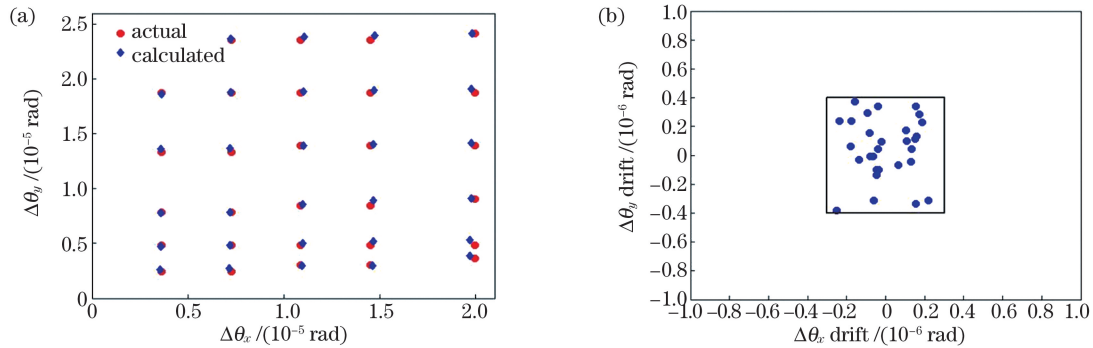 (a)
2.5
2.0
1.5
1.0
0.5
0
Δθy /(10⁻⁵ rad)
actual
calculated
0 0.5 1.0 1.5 2.0
Δθx /(10⁻⁵ rad)
(b)
1.0
0.8
0.6
0.4
0.2
0
−0.2
−0.4
−0.6
−0.8
−1.0
Δθy drift /(10⁻⁶ rad)
−1.0 −0.8 −0.6 −0.4 −0.2 0 0.2 0.4 0.6 0.8 1.0
Δθx drift /(10⁻⁶ rad)